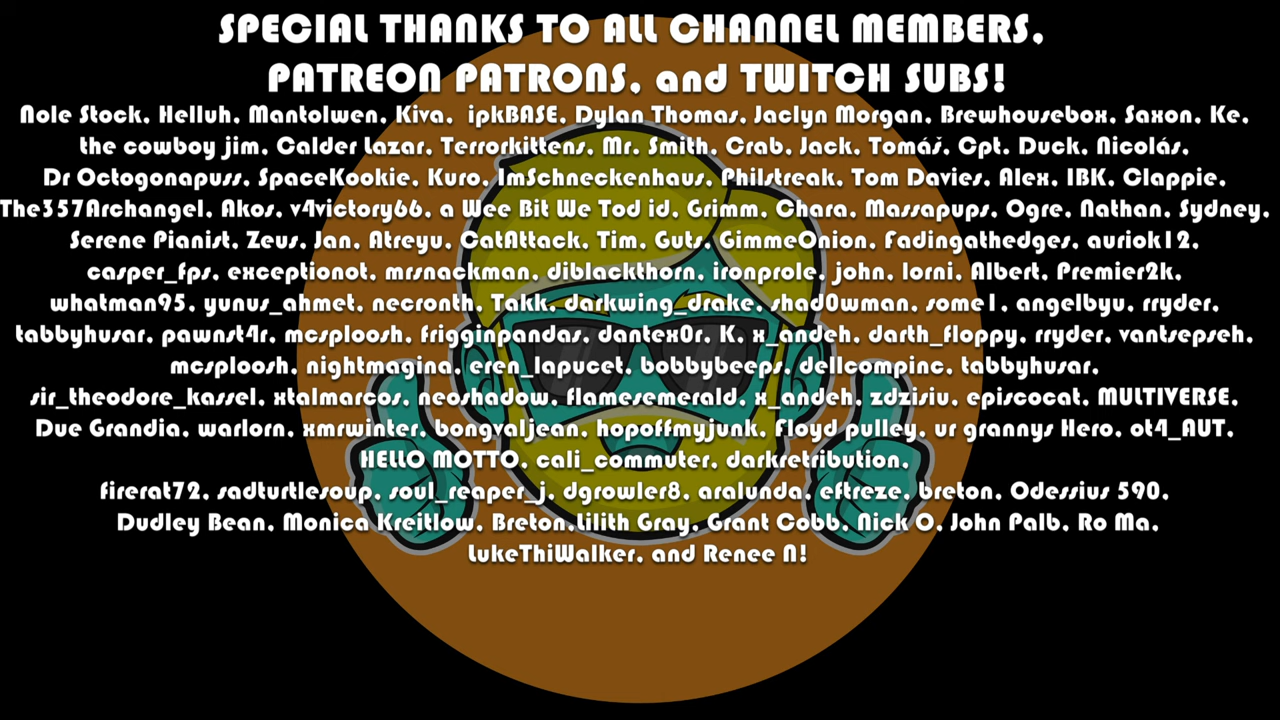 SPECIAL THANKS TO ALL CHANNEL MEMBERS,
PATREON PATRONS, and TWITCH SUBS!
Nole Stock, Helluh, Mantolwen, Kiva, ipkBASE, Dylan Thomas, Jaclyn Morgan, Brewhousebox, Saxon, Ke,
the cowboy jim, Calder Lazar, Terrorkittens, Mr. Smith, Crab, Jack, Tomáš, Cpt. Duck, Nicolás,
Dr Octogonapuss, SpaceKookie, Kuro, ImSchneckenhaus, Philstreak, Tom Davies, Alex, IBK, Clappie,
The357Archangel, Akos, v4victory66, a Wee Bit We Tod id, Grimm, Chara, Massapups, Ogre, Nathan, Sydney,
Serene Pianist, Zeus, Jan, Atreyu, CatAttack, Tim, Guts, GimmeOnion, Fadingathedges, auriok12,
casper_fps, exceptionot, mrsnackman, diblackthorn, ironprole, john, lorni, Albert, Premier2k,
whatman95, yunus_ahmet, necronth, Takk, darkwing_drake, shad0wman, some1, angelbyu, rryder,
tabbyhusar, pawnst4r, mcsploosh, frigginpandas, dantex0r, K, x_andeh, darth_floppy, rryder, vantsepseh,
mcsploosh, nightmagina, eren_lapucet, bobbybeeps, dellcompinc, tabbyhusar,
sir_theodore_kassel, xtalmarcos, neoshadow, flamesemerald, x_andeh, zdzisiu, episcocat, MULTIVERSE,
Due Grandia, warlorn, xmrwinter, bongvaljean, hopoffmyjunk, Floyd pulley, ur grannys Hero, ot4_AUT,
HELLO MOTTO, cali_commuter, darkretribution,
firerat72, sadturtlesoup, soul_reaper_j, dgrowler8, aralunda, eftreze, breton, Odessius 590,
Dudley Bean, Monica Kreitlow, Breton,Lilith Gray, Grant Cobb, Nick O, John Palb, Ro Ma,
LukeThiWalker, and Renee N!